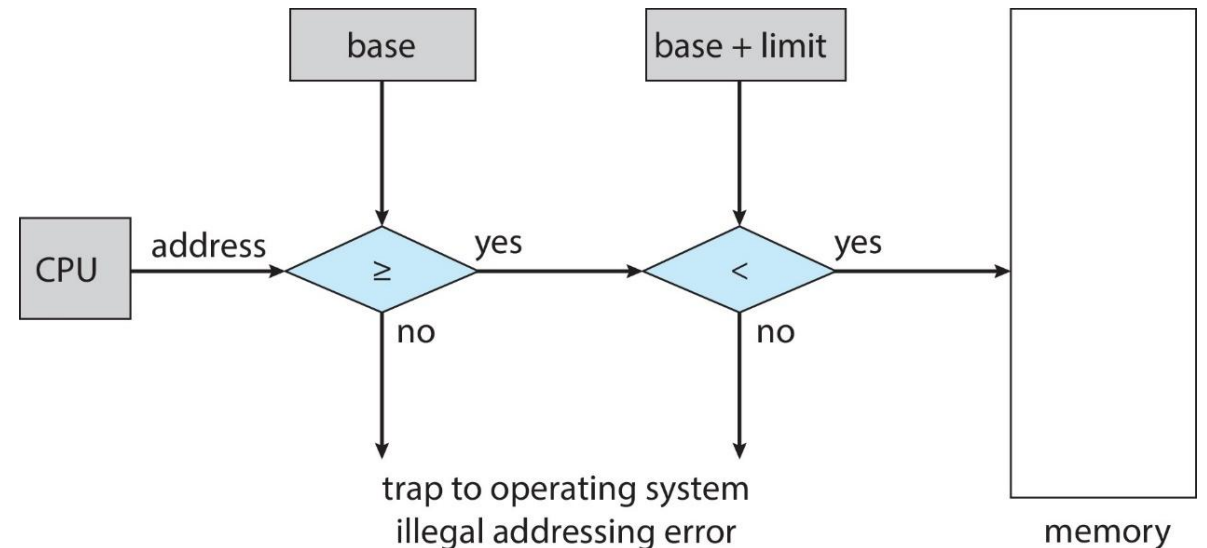 base
base + limit
CPU
address
≥
yes
<
yes
no
no
trap to operating system
illegal addressing error
memory